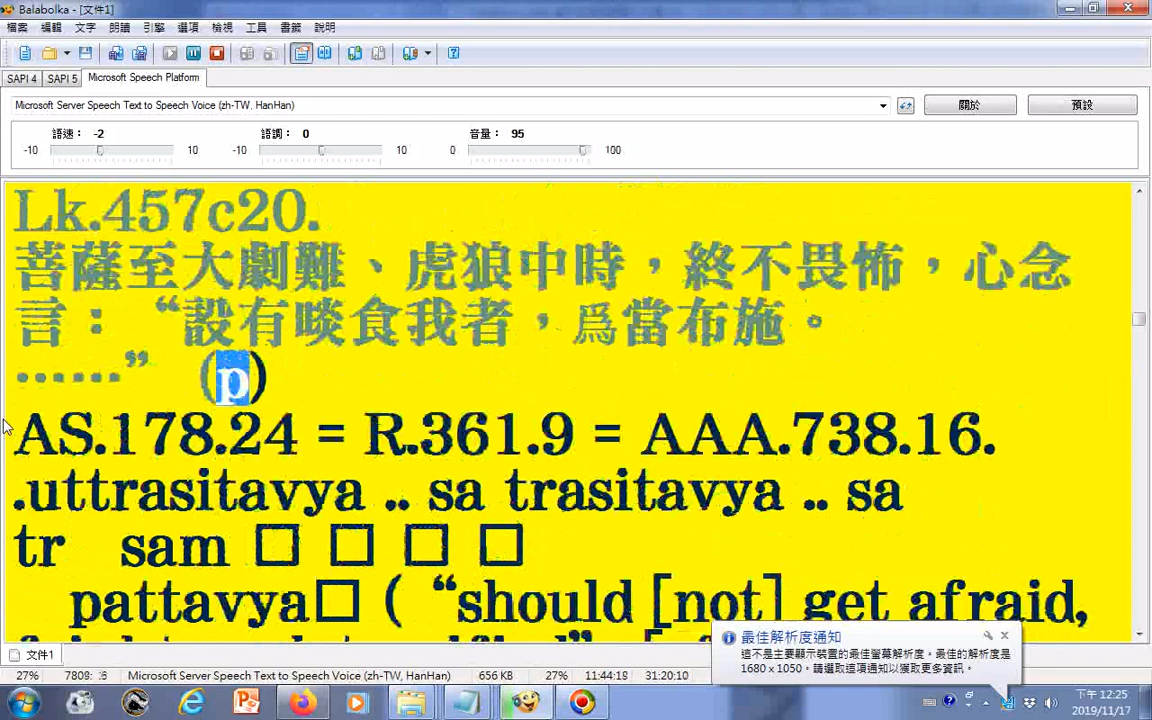 Balabolka - [文件1]
檔案 編輯 文字 朗讀 引擎 選項 檢視 工具 書籤 說明
SAPI 4 SAPI 5 Microsoft Speech Platform
Microsoft Server Speech Text to Speech Voice (zh-TW, HanHan) 關於 預設
語速： -2 語調： 0 音量： 95
-10 10 -10 10 0 100
Lk.457c20.
菩薩至大劇難、虎狼中時，終不畏怖，心念
言：“設有啖食我者，爲當布施。
……” (p)
AS.178.24 = R.361.9 = AAA.738.16.
.uttrasitavya .. sa trasitavya .. sa
tr sam □ □ □ □
pattavya□ ( “should [not] get afraid,
最佳解析度通知
這不是主要顯示裝置的最佳螢幕解析度。最佳的解析度是
1680 x 1050。請選取這項通知以獲取更多資訊。
文件1
27% Microsoft Server Speech Text to Speech Voice (zh-TW, HanHan) 656 KB 27% 11:44:18 31:20:10
下午 12:25
2019/11/17